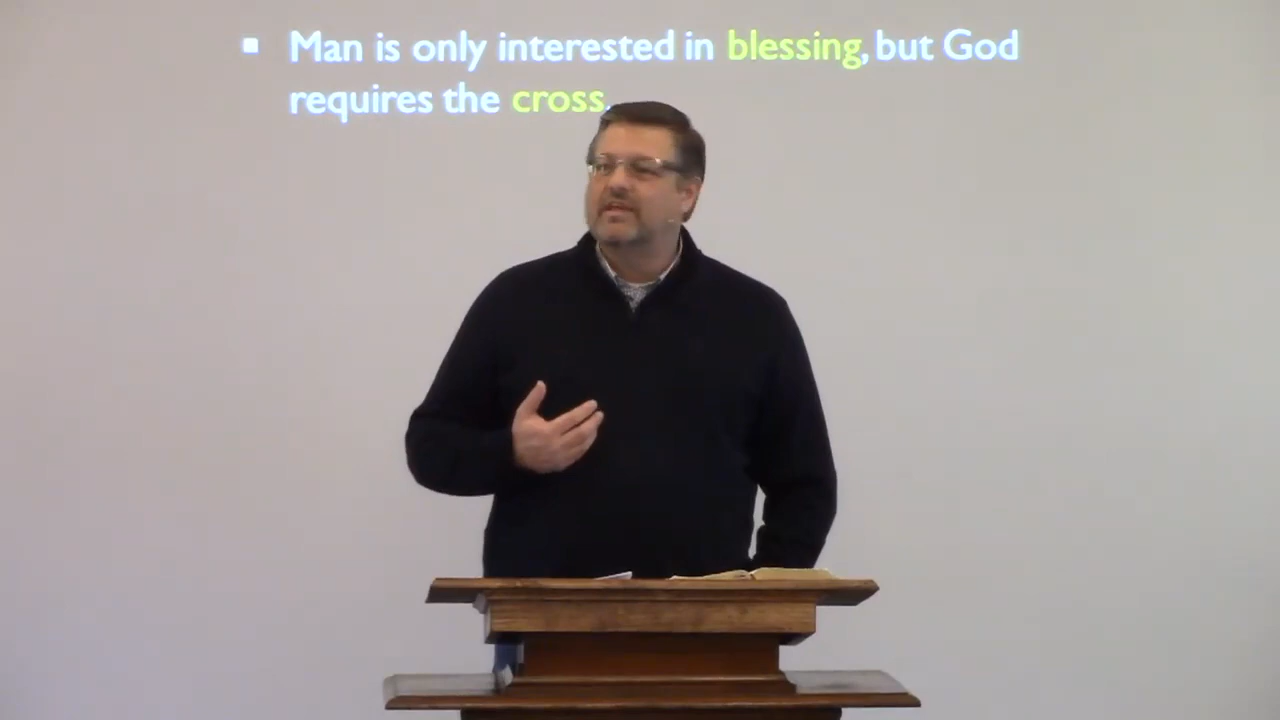 ▪ Man is only interested in blessing, but God
requires the cross.